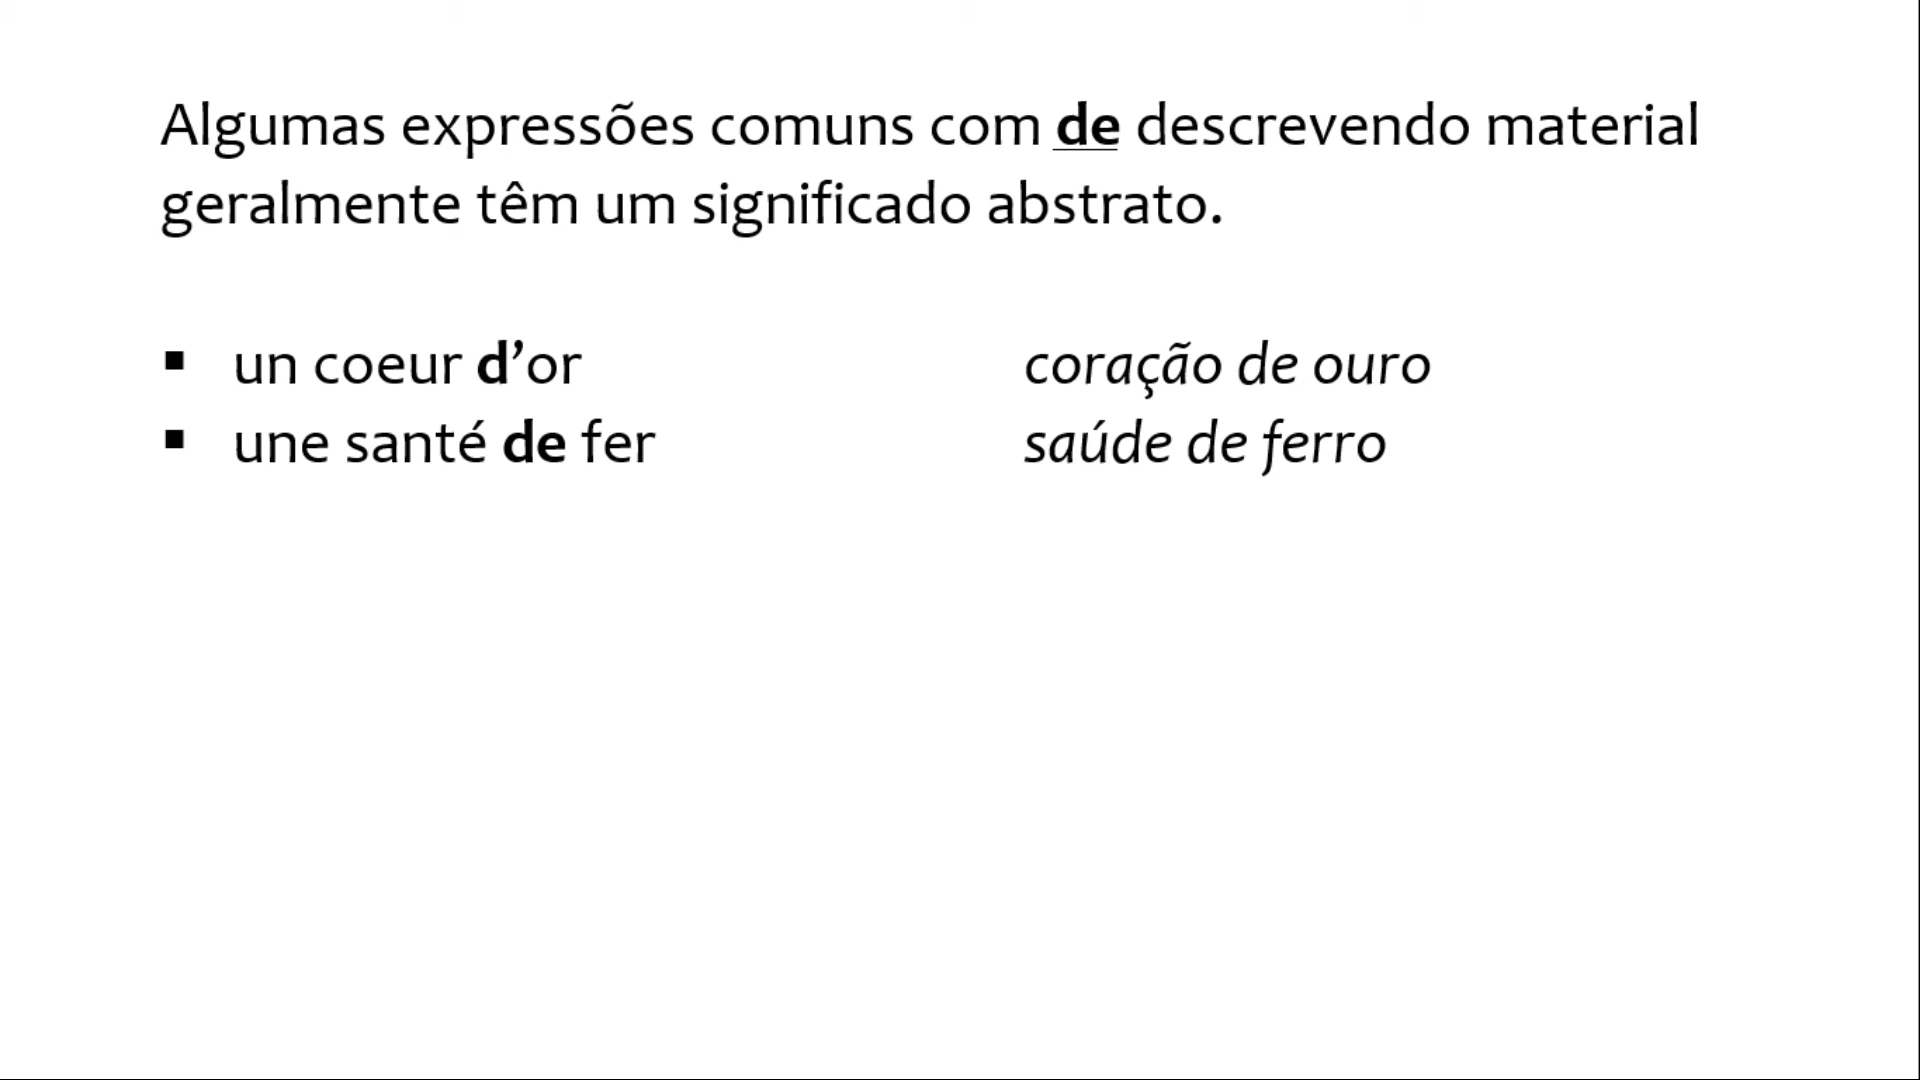 Algumas expressões comuns com de descrevendo material
geralmente têm um significado abstrato.
▪ un coeur d’or coração de ouro
▪ une santé de fer saúde de ferro